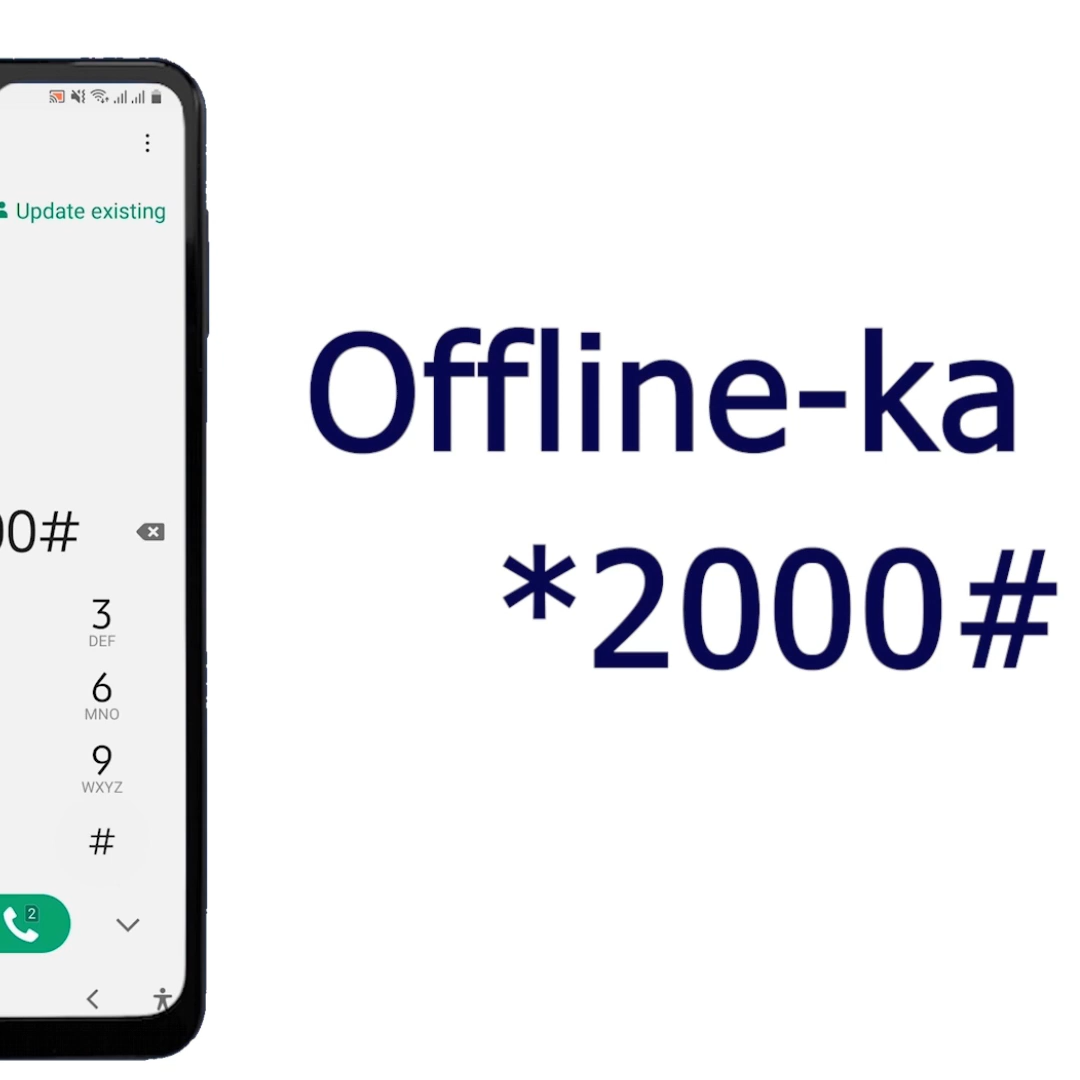 Update existing
Offline-ka
00#
*2000#
3
DEF
6
MNO
9
WXYZ
#
2